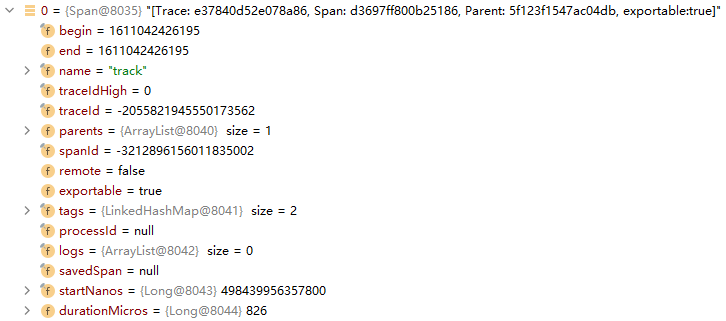 0 = {Span@8035} "[Trace: e37840d52e078a86, Span: d3697ff800b25186, Parent: 5f123f1547ac04db, exportable:true]"
f begin = 1611042426195
f end = 1611042426195
f name = "track"
f traceIdHigh = 0
f traceId = -2055821945550173562
f parents = {ArrayList@8040} size = 1
f spanId = -3212896156011835002
f remote = false
f exportable = true
f tags = {LinkedHashMap@8041} size = 2
f processId = null
f logs = {ArrayList@8042} size = 0
f savedSpan = null
f startNanos = {Long@8043} 498439956357800
f durationMicros = {Long@8044} 826